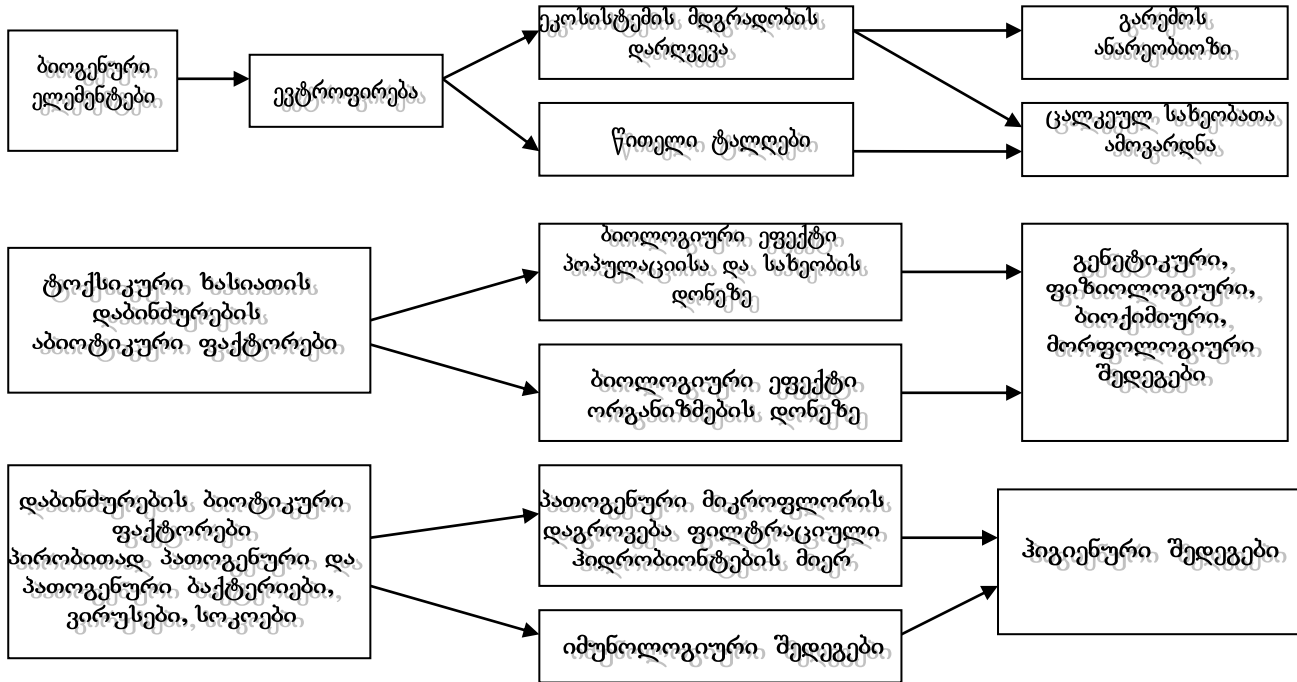 ბიოგენური
ელემენტები
ევტროფირება
ეკოსისტემის მდგრადობის
დარღვევა
წითელი ტალღები
გარემოს
ანარეობიოზი
ცალკეულ სახეობათა
ამოვარდნა
ტოქსიკური ხასიათის
დაბინძურების
აბიოტიკური ფაქტორები
ბიოლოგიური ეფექტი
პოპულაციისა და სახეობის
დონეზე
ბიოლოგიური ეფექტი
ორგანიზმების დონეზე
გენეტიკური,
ფიზიოლოგიური,
ბიოქიმიური,
მორფოლოგიური
შედეგები
დაბინძურების ბიოტიკური
ფაქტორები
პირობითად პათოგენური და
პათოგენური ბაქტერიები,
ვირუსები, სოკოები
პათოგენური მიკროფლორის
დაგროვება ფილტრაციული
ჰიდრობიონტების მიერ
იმუნოლოგიური შედეგები
ჰიგიენური შედეგები